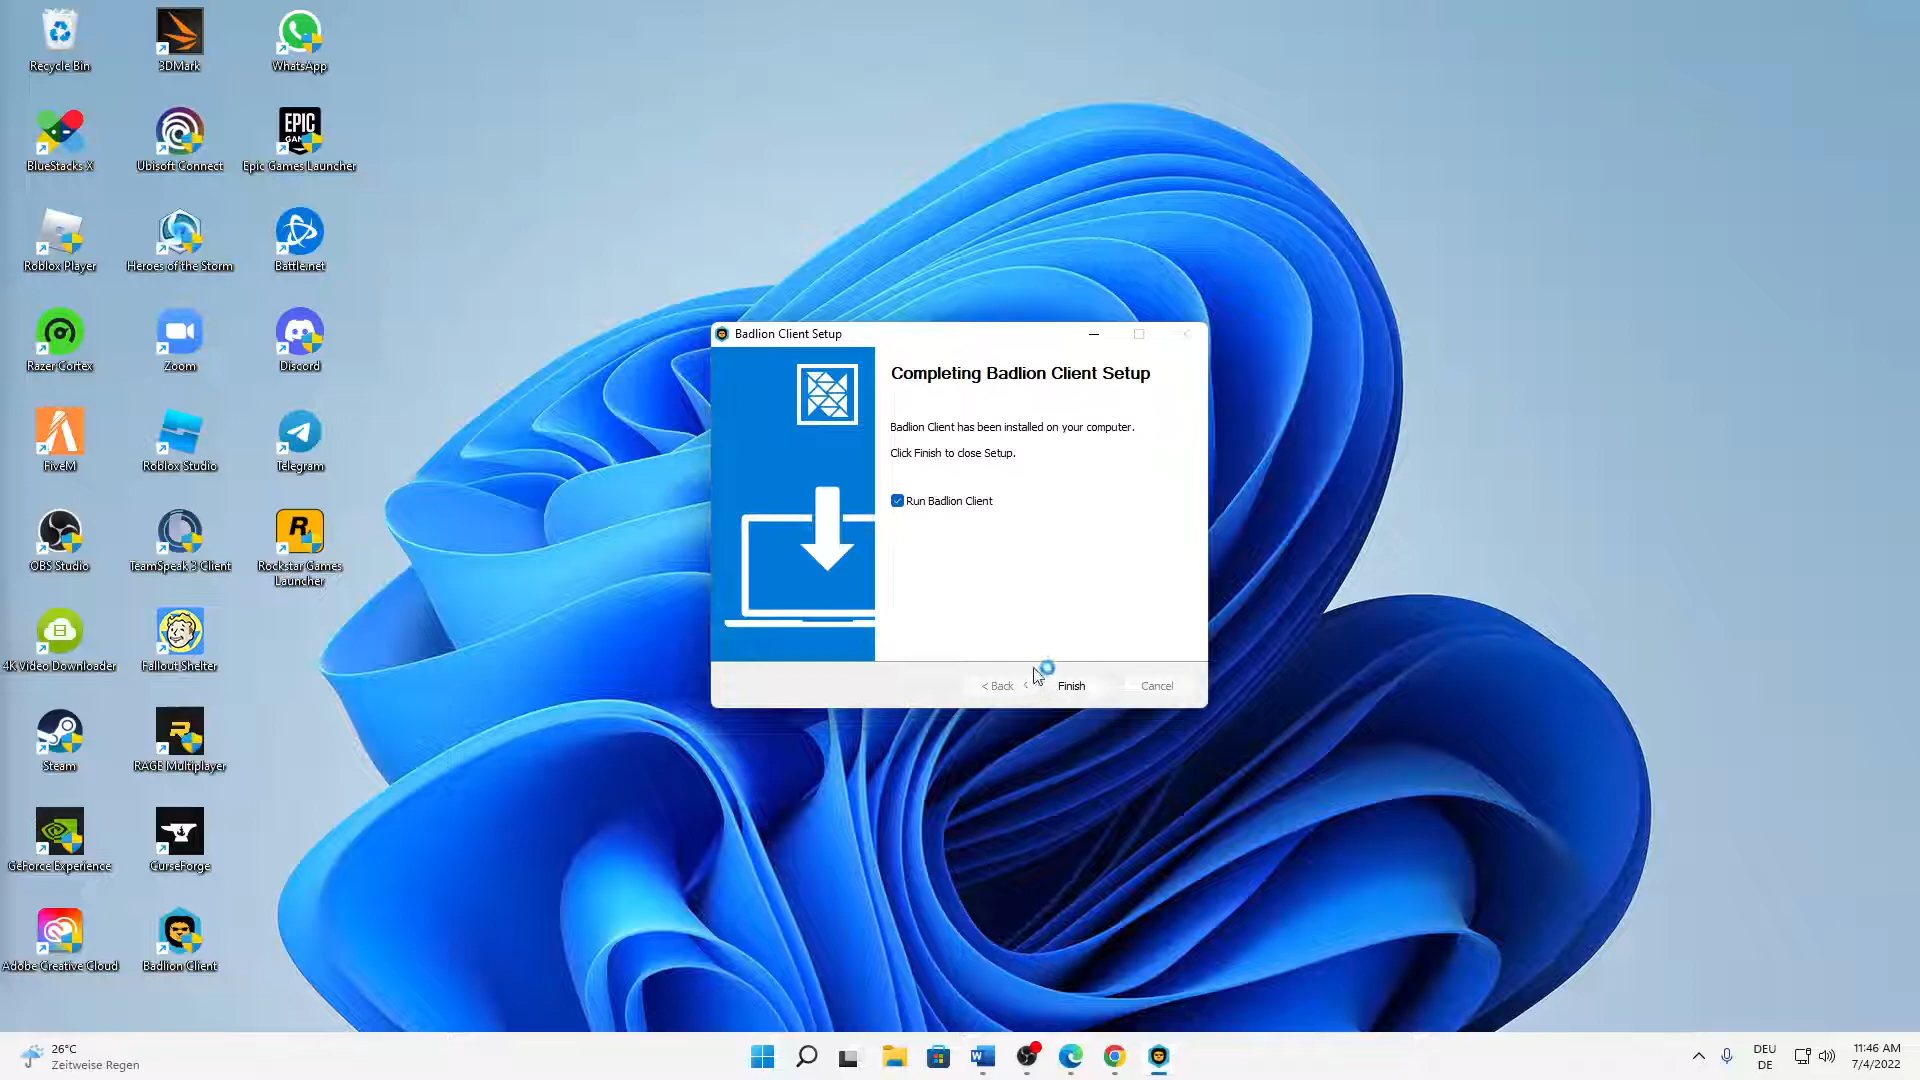 Recycle Bin
3DMark
WhatsApp
BlueStacks X
Ubisoft Connect
EPIC
GAMES
Epic Games Launcher
Roblox Player
Heroes of the Storm
Battle.net
Razer Cortex
Zoom
Discord
FiveM
Roblox Studio
Telegram
OBS Studio
TeamSpeak 3 Client
R
Rockstar Games
Launcher
4K Video Downloader
Fallout Shelter
Steam
RAGE Multiplayer
GeForce Experience
CurseForge
Adobe Creative Cloud
Badlion Client
Badlion Client Setup
Completing Badlion Client Setup
Badlion Client has been installed on your computer.
Click Finish to close Setup.
Run Badlion Client
< Back
Finish
Cancel
26°C
Zeitweise Regen
DEU
DE
11:46 AM
7/4/2022